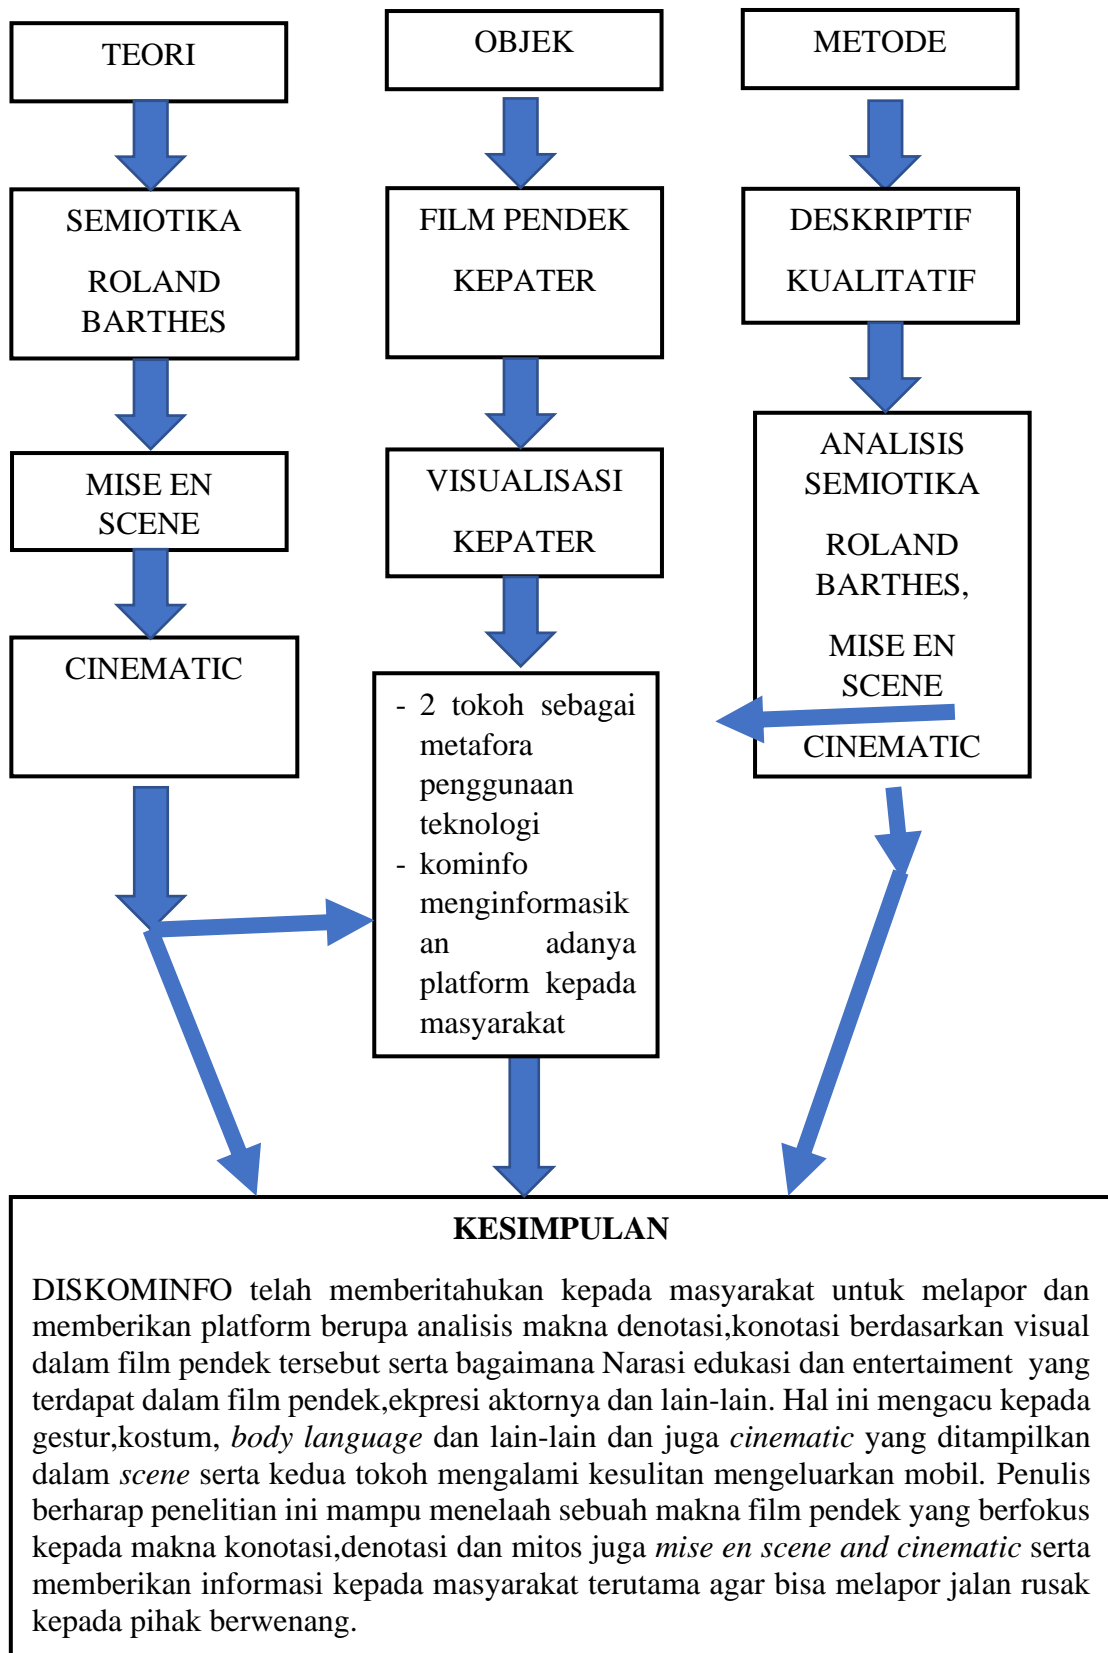 TEORI
OBJEK
METODE
SEMIOTIKA
ROLAND
BARTHES
FILM PENDEK
KEPATER
DESKRIPTIF
KUALITATIF
MISE EN
SCENE
VISUALISASI
KEPATER
ANALISIS
SEMIOTIKA
ROLAND
BARTHES,
MISE EN
SCENE
CINEMATIC
CINEMATIC
- 2 tokoh sebagai
metafora
penggunaan
teknologi
- kominfo
menginformasik
an adanya
platform kepada
masyarakat
KESIMPULAN
DISKOMINFO telah memberitahukan kepada masyarakat untuk melapor dan
memberikan platform berupa analisis makna denotasi,konotasi berdasarkan visual
dalam film pendek tersebut serta bagaimana Narasi edukasi dan entertaiment yang
terdapat dalam film pendek,ekpresi aktornya dan lain-lain. Hal ini mengacu kepada
gestur,kostum, body language dan lain-lain dan juga cinematic yang ditampilkan
dalam scene serta kedua tokoh mengalami kesulitan mengeluarkan mobil. Penulis
berharap penelitian ini mampu menelaah sebuah makna film pendek yang berfokus
kepada makna konotasi,denotasi dan mitos juga mise en scene and cinematic serta
memberikan informasi kepada masyarakat terutama agar bisa melapor jalan rusak
kepada pihak berwenang.